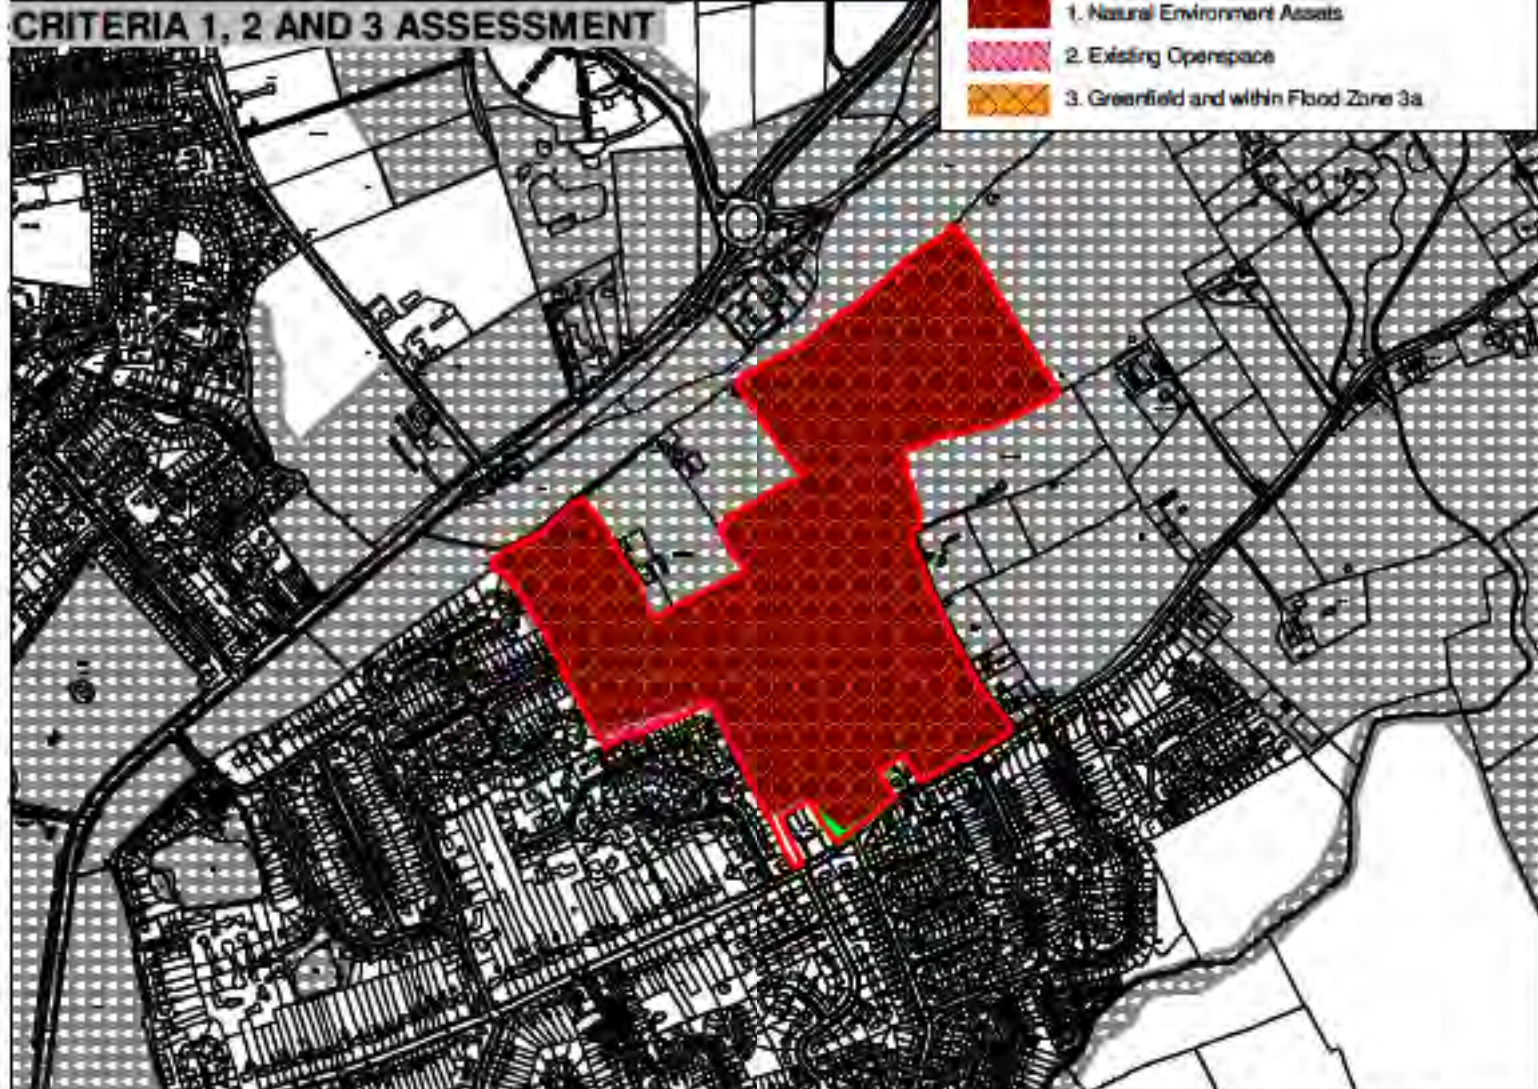 CRITERIA 1, 2 AND 3 ASSESSMENT
1. Natural Environment Assets
2. Existing Openspace
3. Greenfield and within Flood Zone 3a